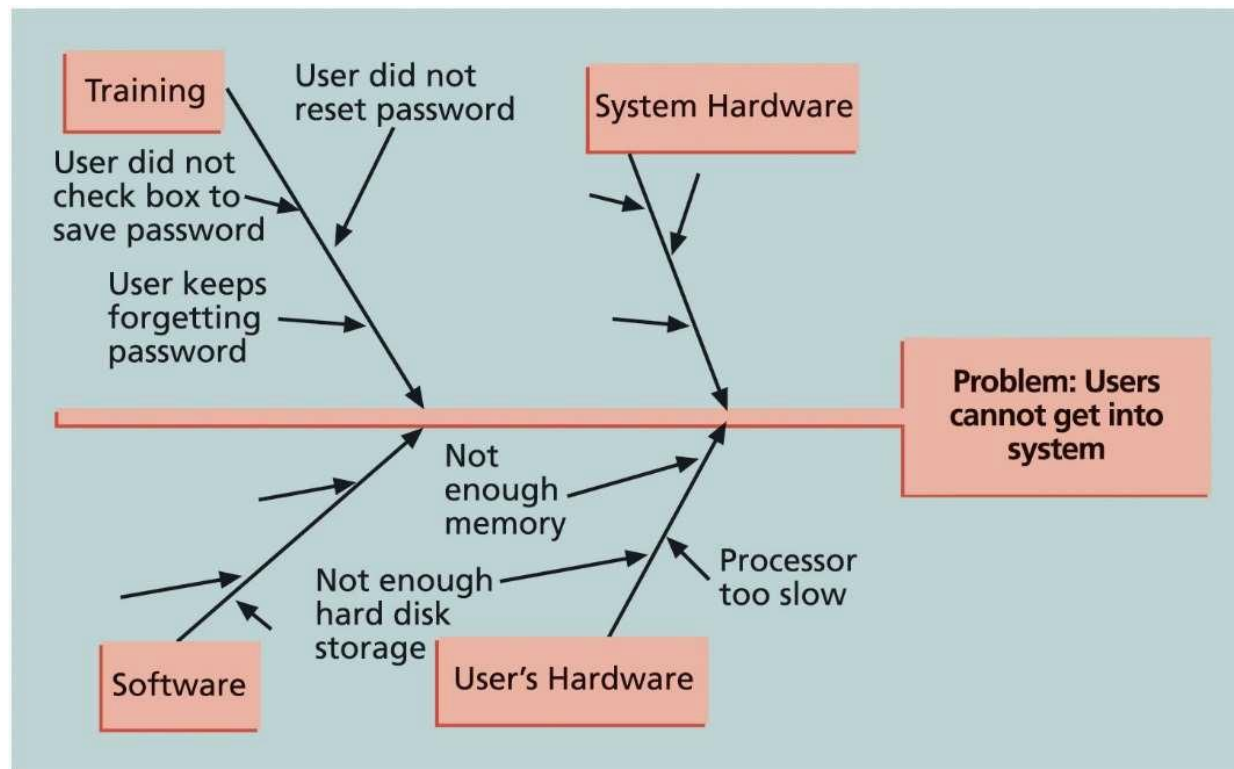 Training
User did not
reset password
System Hardware
User did not
check box to
save password
User keeps
forgetting
password
Problem: Users
cannot get into
system
Not
enough
memory
Not enough
hard disk
storage
Processor
too slow
Software
User’s Hardware